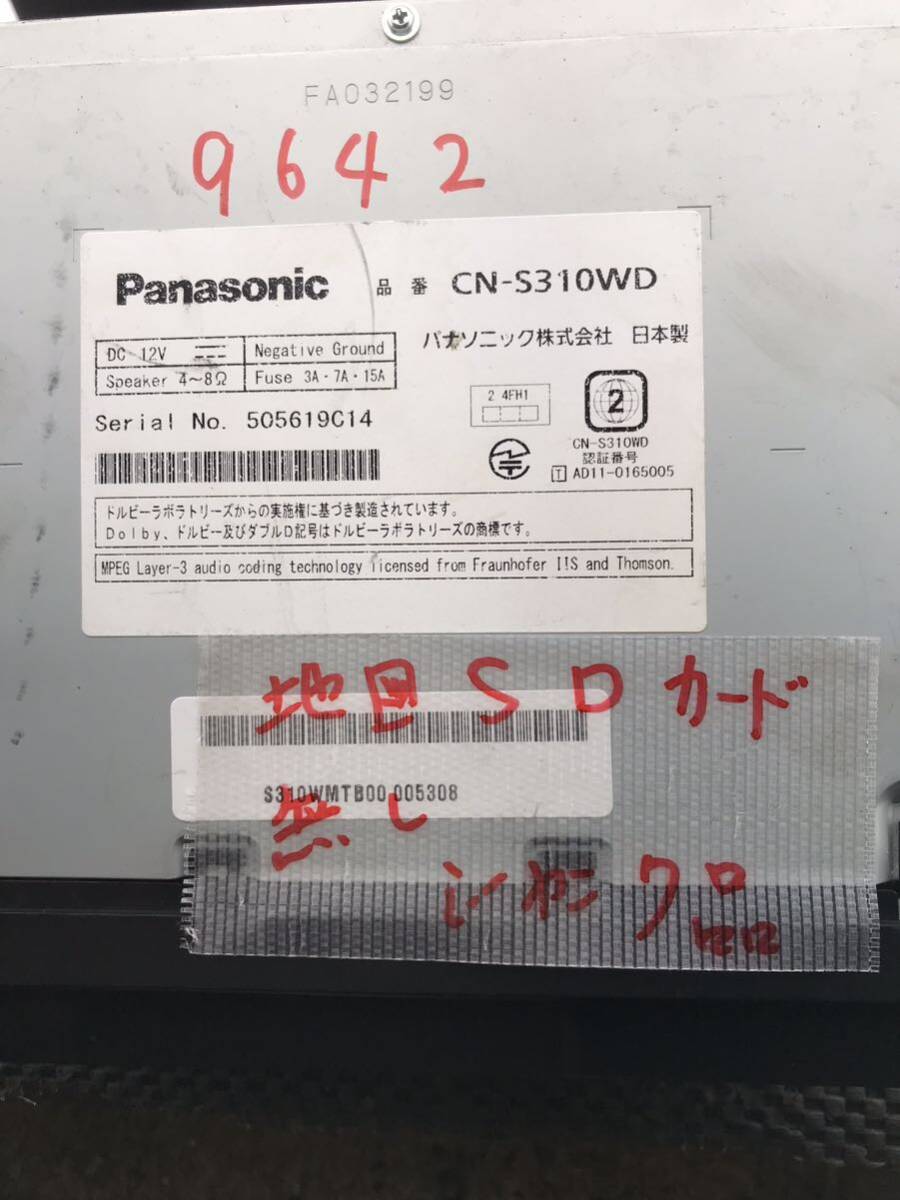 FA032199
9642
Panasonic 品番 CN-S310WD
パナソニック株式会社 日本製
DC 12V Negative Ground
Speaker 4~8Ω Fuse 3A・7A・15A
2.4FH1
2
Serial No. 505619C14
CN-S310WD
認証番号
T AD11-0165005
ドルビーラボラトリーズからの実施権に基づき製造されています。
Dolby、ドルビー及びダブルD記号はドルビーラボラトリーズの商標です。
MPEG Layer-3 audio coding technology licensed from Fraunhofer IIS and Thomson.
地図SDカード
S310WMTB00 005308
無し
品